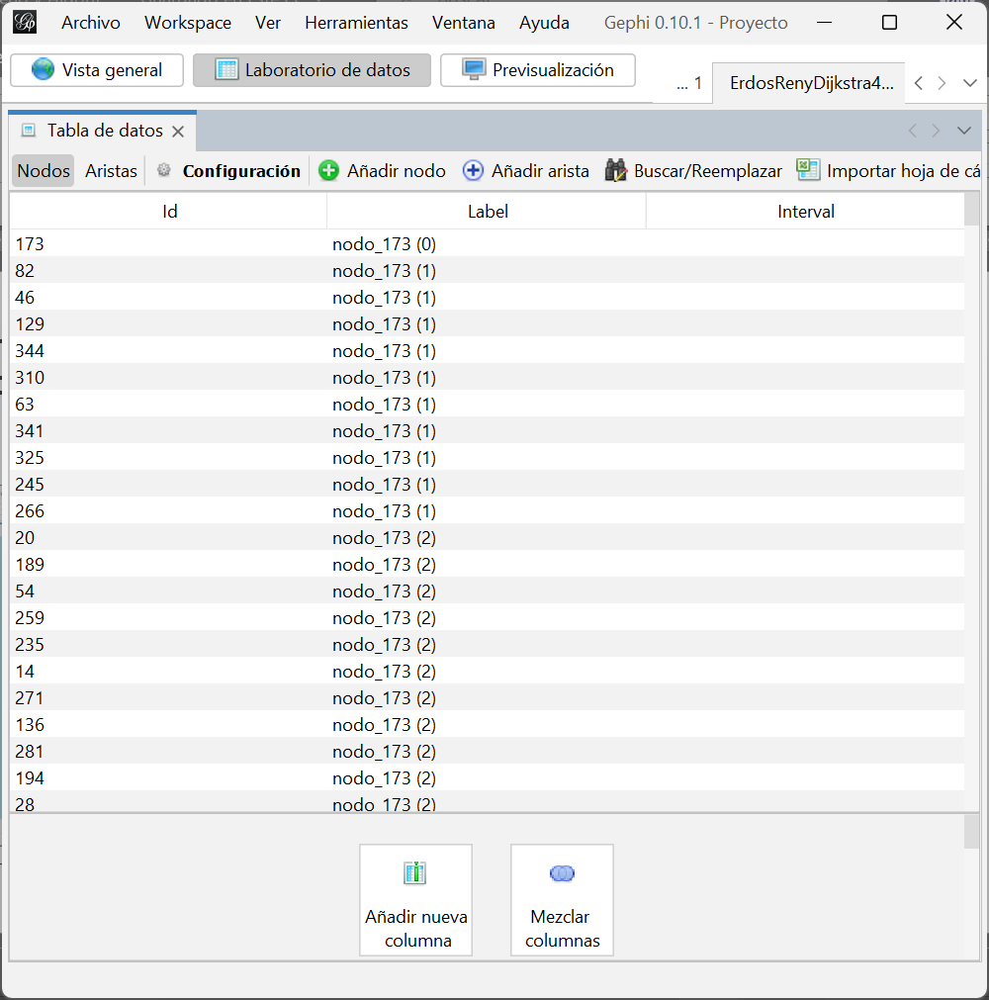 Archivo Workspace Ver Herramientas Ventana Ayuda Gephi 0.10.1 - Proyecto
Vista general Laboratorio de datos Previsualización ... 1 ErdosRenyDijkstra4...
Tabla de datos
Nodos Aristas Configuración Añadir nodo Añadir arista Buscar/Reemplazar Importar hoja de cá
Id Label Interval
173 nodo_173 (0)
82 nodo_173 (1)
46 nodo_173 (1)
129 nodo_173 (1)
344 nodo_173 (1)
310 nodo_173 (1)
63 nodo_173 (1)
341 nodo_173 (1)
325 nodo_173 (1)
245 nodo_173 (1)
266 nodo_173 (1)
20 nodo_173 (2)
189 nodo_173 (2)
54 nodo_173 (2)
259 nodo_173 (2)
235 nodo_173 (2)
14 nodo_173 (2)
271 nodo_173 (2)
136 nodo_173 (2)
281 nodo_173 (2)
194 nodo_173 (2)
28 nodo_173 (2)
Añadir nueva
columna
Mezclar
columnas